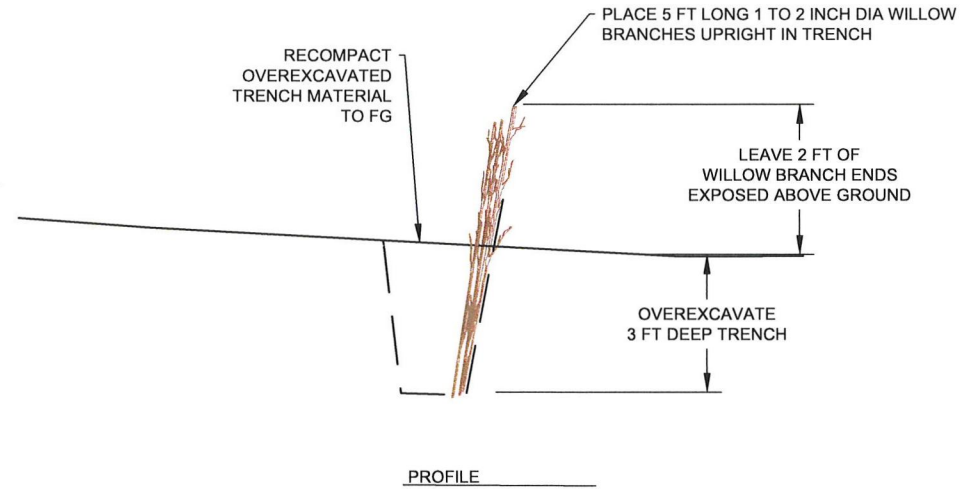 PLACE 5 FT LONG 1 TO 2 INCH DIA WILLOW
BRANCHES UPRIGHT IN TRENCH
RECOMPACT
OVEREXCAVATED
TRENCH MATERIAL
TO FG
LEAVE 2 FT OF
WILLOW BRANCH ENDS
EXPOSED ABOVE GROUND
OVEREXCAVATE
3 FT DEEP TRENCH
PROFILE